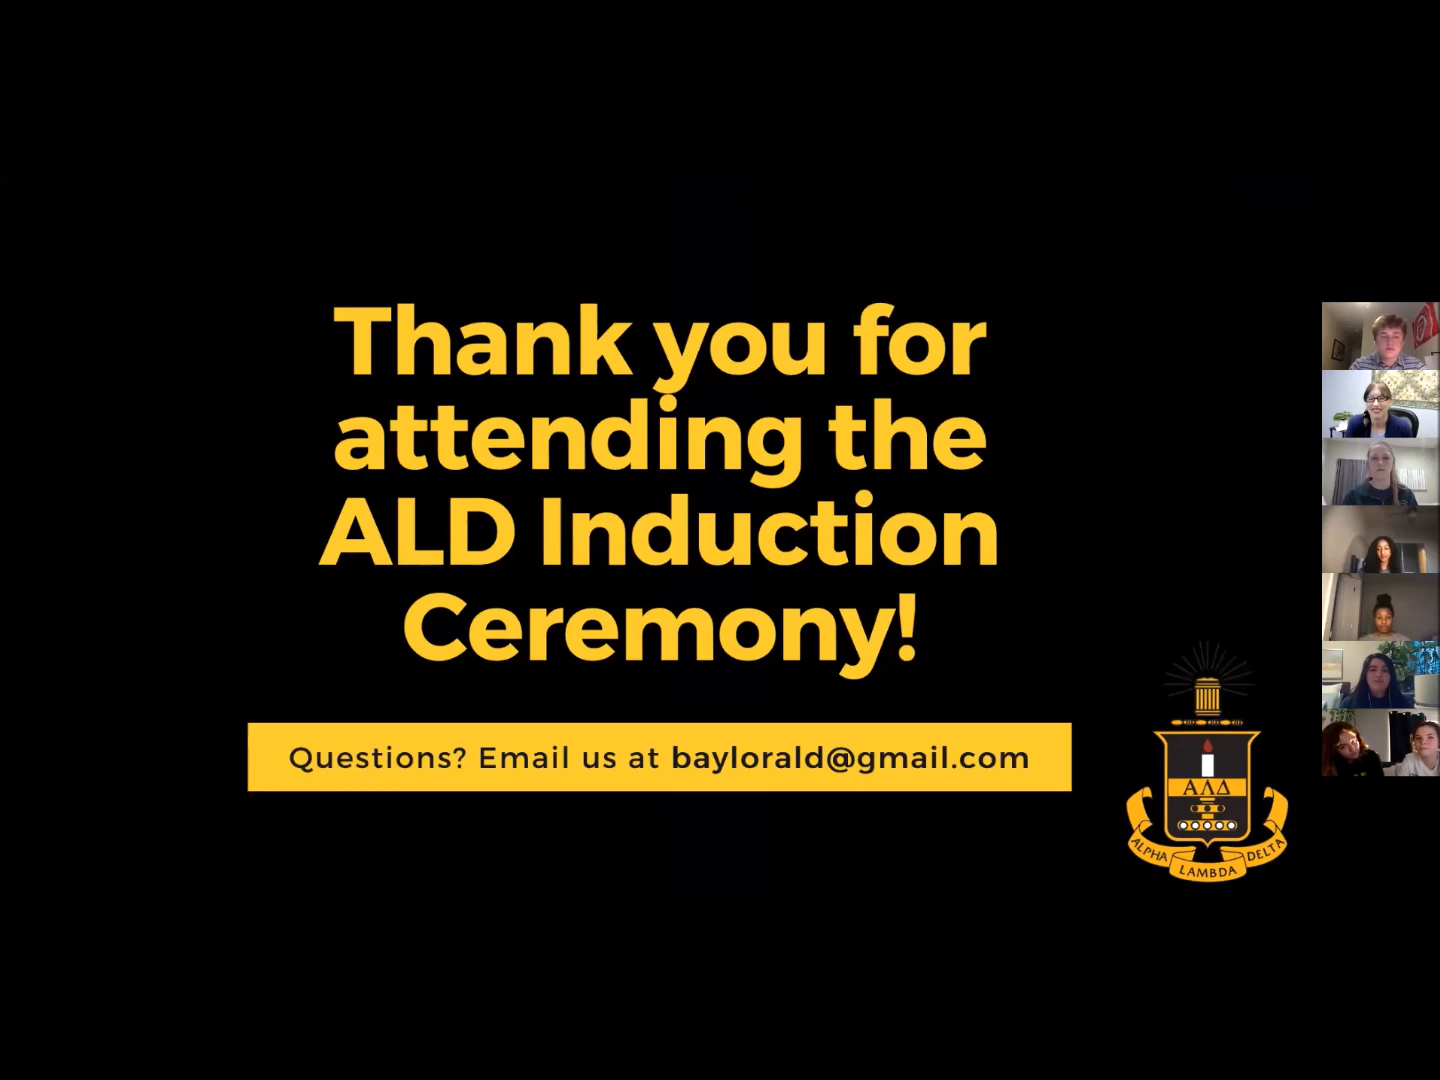 Thank you for
attending the
ALD Induction
Ceremony!
Questions? Email us at baylorald@gmail.com
ΑΛΔ
ALPHA
LAMBDA
DELTA